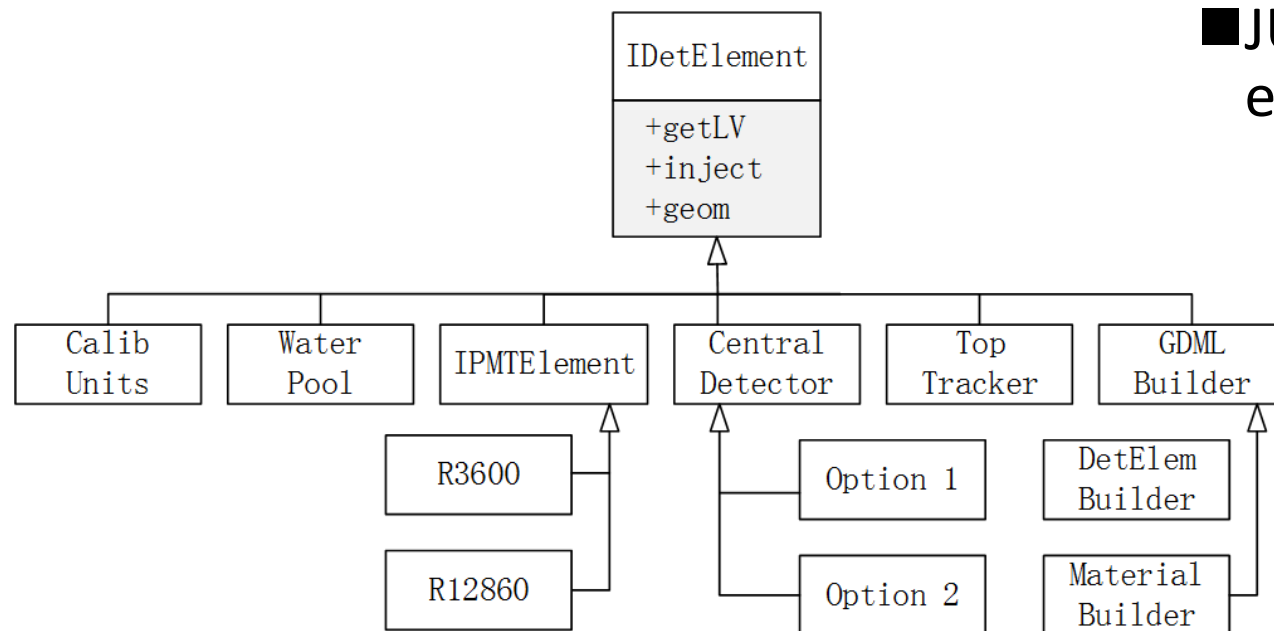 IDetElement
+getLV
+inject
+geom
Calib
Units
Water
Pool
IPMTElement
Central
Detector
Top
Tracker
GDML
Builder
R3600
R12860
Option 1
Option 2
DetElem
Builder
Material
Builder